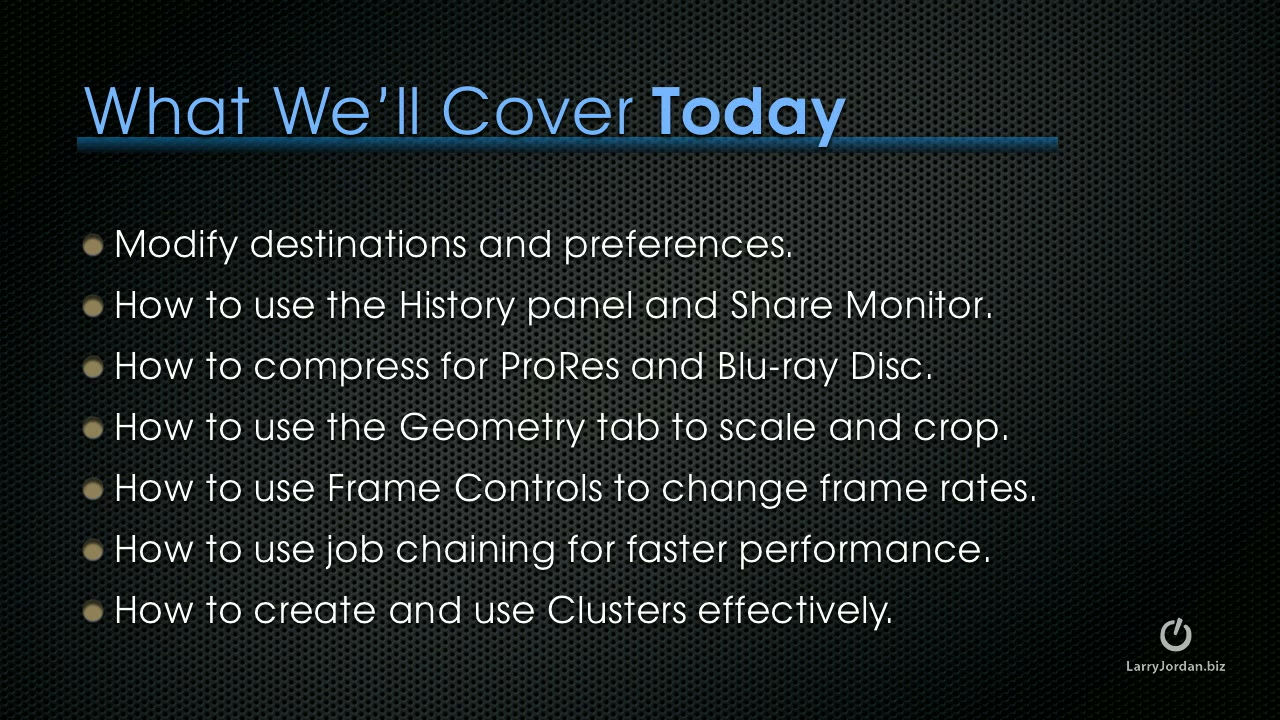 What We’ll Cover Today
Modify destinations and preferences.
How to use the History panel and Share Monitor.
How to compress for ProRes and Blu-ray Disc.
How to use the Geometry tab to scale and crop.
How to use Frame Controls to change frame rates.
How to use job chaining for faster performance.
How to create and use Clusters effectively.
LarryJordan.biz